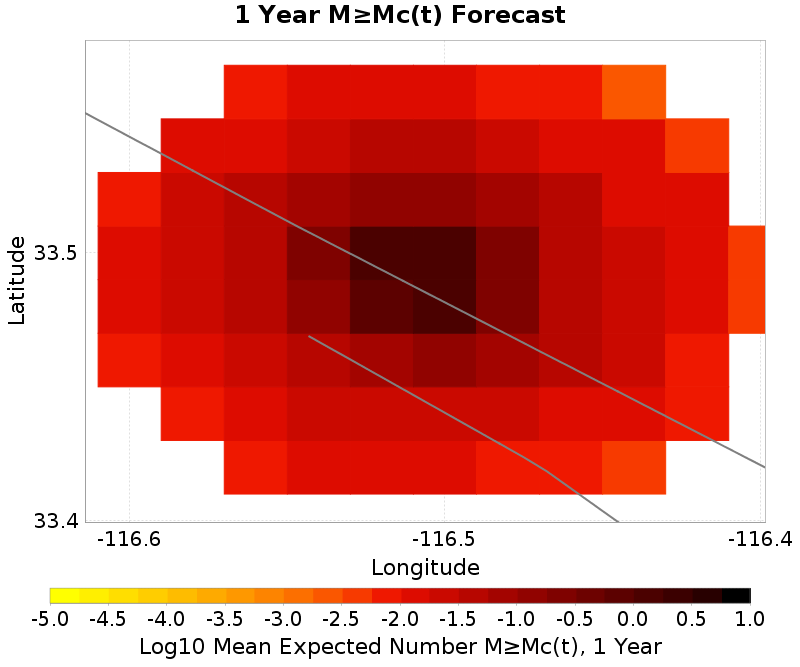 1 Year M≥Mc(t) Forecast
Latitude
33.5
33.4
-116.6 -116.5 -116.4
Longitude
-5.0 -4.5 -4.0 -3.5 -3.0 -2.5 -2.0 -1.5 -1.0 -0.5 0.0 0.5 1.0
Log10 Mean Expected Number M≥Mc(t), 1 Year